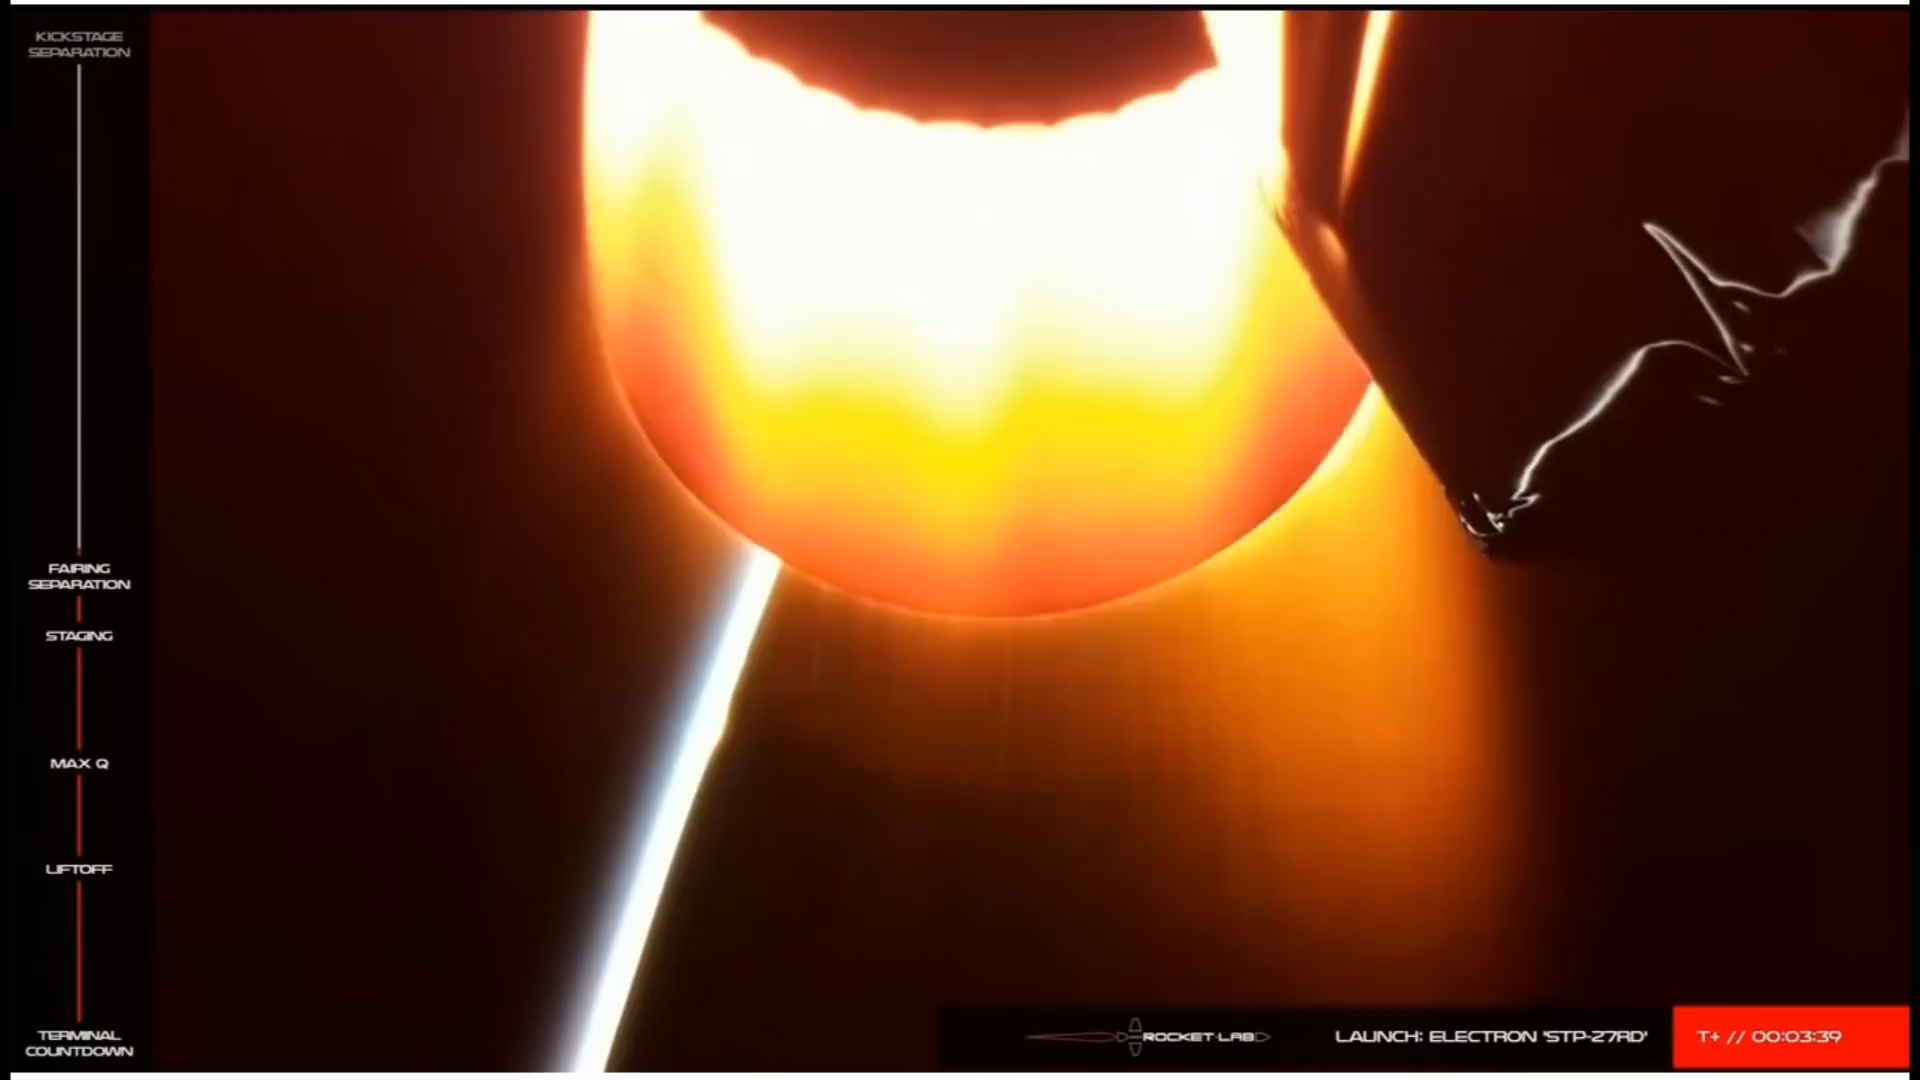 KICKSTAGE
SEPARATION
FAIRING
SEPARATION
STAGING
MAX Q
LIFTOFF
TERMINAL
COUNTDOWN
ROCKET LAB
LAUNCH: ELECTRON 'STP-27RD'
T+ // 00:03:39